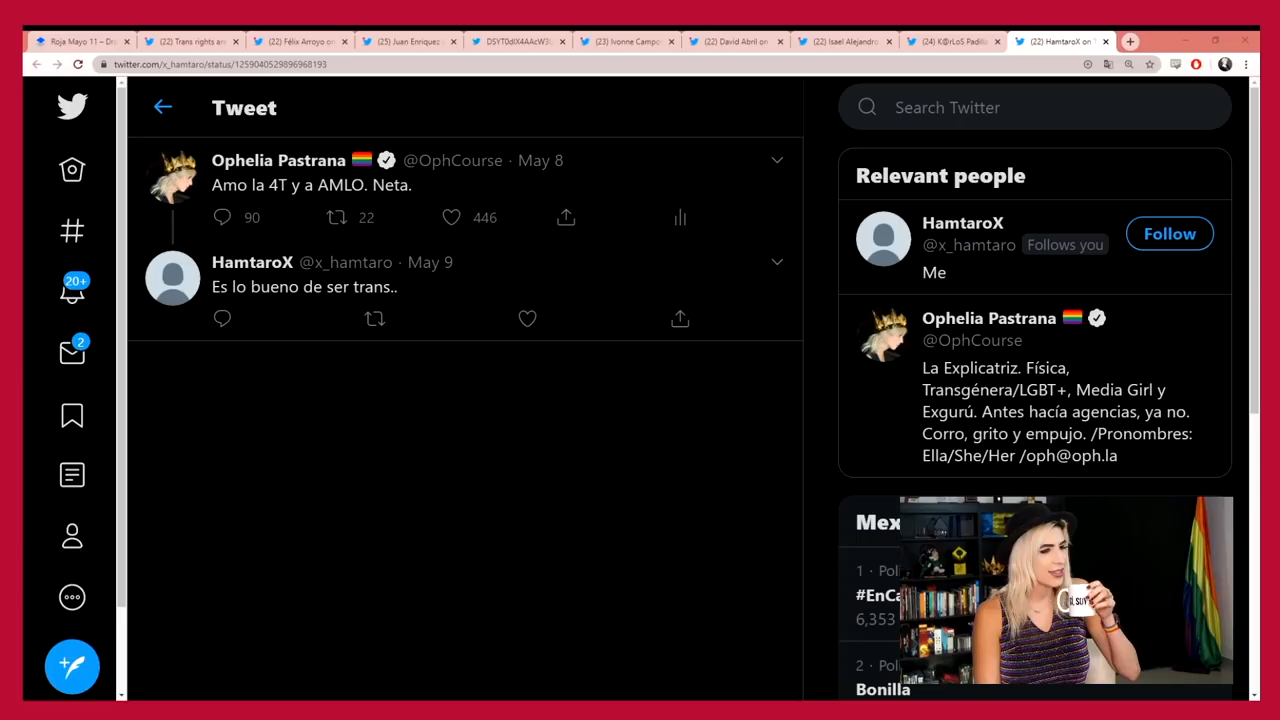 Roja Mayo 11 – Dr
(22) Trans rights are
(22) Félix Arroyo on
(25) Juan Enriquez
DSYT0dIX4AAcW3L
(23) Ivonne Campo
(22) David Abril on
(22) Isael Alejandro
(24) K@rLoS Padill
(22) HamtaroX on T
twitter.com/x_hamtaro/status/1259040529896968193
Tweet
Search Twitter
Ophelia Pastrana @OphCourse · May 8
Amo la 4T y a AMLO. Neta.
90 22 446
HamtaroX @x_hamtaro · May 9
Es lo bueno de ser trans..
20+
2
Relevant people
HamtaroX
@x_hamtaro Follows you
Follow
Me
Ophelia Pastrana
@OphCourse
La Explicatriz. Física,
Transgénera/LGBT+, Media Girl y
Exgurú. Antes hacía agencias, ya no.
Corro, grito y empujo. /Pronombres:
Ella/She/Her /oph@oph.la
Mex
1 · Poli
#EnCa
6,353
2 · Poli
Bonilla